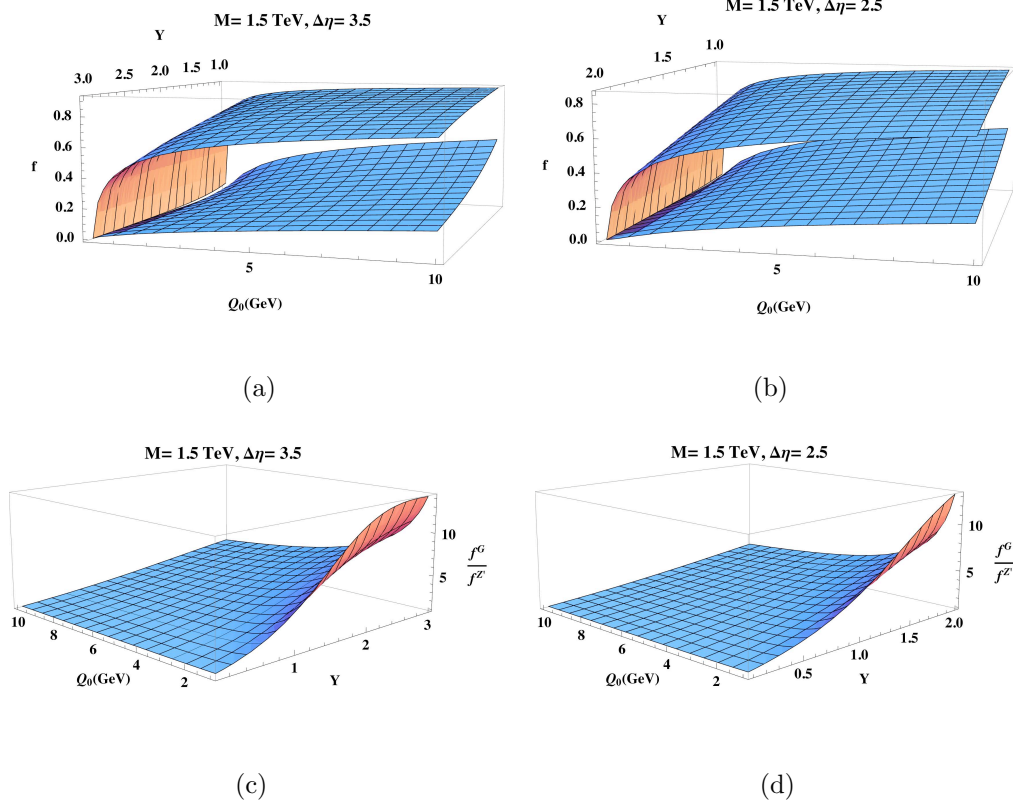 M= 1.5 TeV, Δη= 3.5
Y
3.0 2.5 2.0 1.5 1.0
0.8
0.6
f 0.4
0.2
0.0
5
10
Q₀(GeV)
(a)
M= 1.5 TeV, Δη= 2.5
Y
2.0 1.5 1.0
0.8
0.6
f 0.4
0.2
0.0
5
10
Q₀(GeV)
(b)
M= 1.5 TeV, Δη= 3.5
10
5
f^G
f^Z'
10 8 6 4 2
Q₀(GeV)
1 2 3
Y
(c)
M= 1.5 TeV, Δη= 2.5
10
5
f^G
f^Z'
10 8 6 4 2
Q₀(GeV)
0.5 1.0 1.5 2.0
Y
(d)